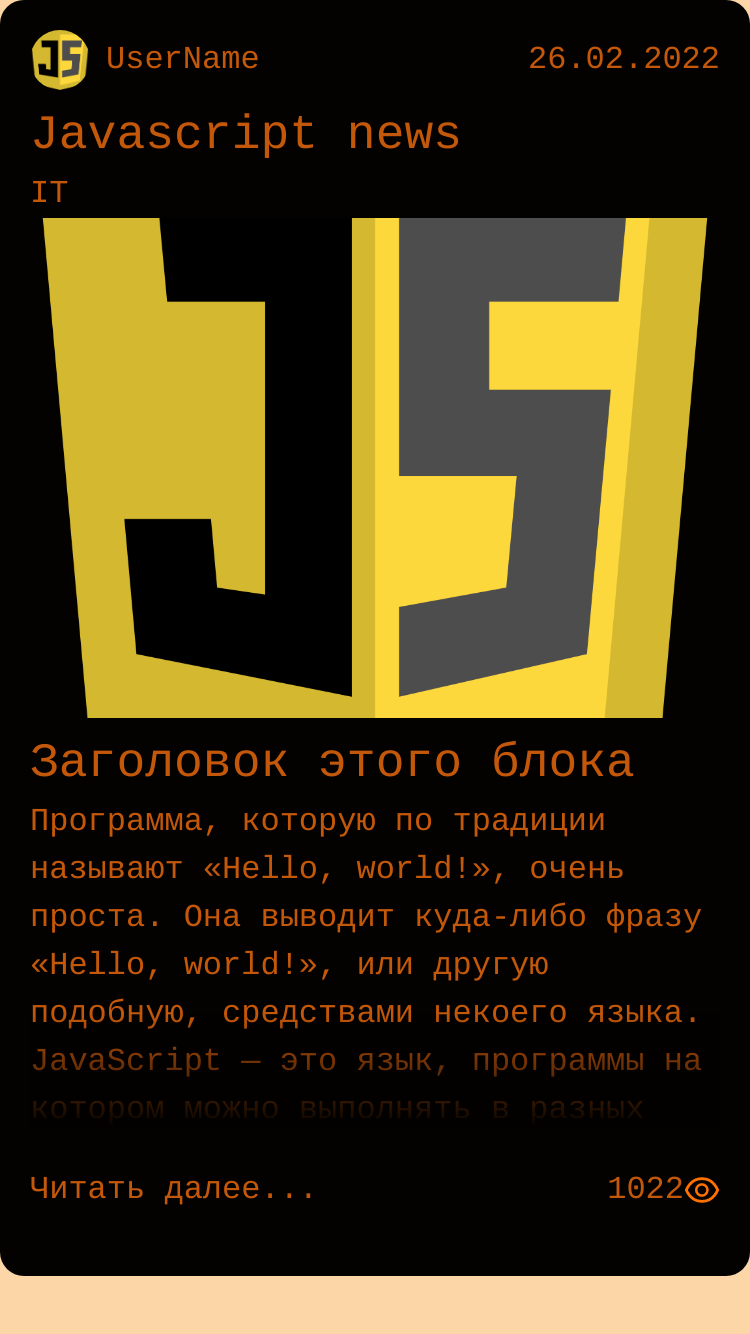 JS UserName 26.02.2022
Javascript news
IT
JS
Заголовок этого блока
Программа, которую по традиции
называют «Hello, world!», очень
проста. Она выводит куда-либо фразу
«Hello, world!», или другую
подобную, средствами некоего языка.
JavaScript — это язык, программы на
котором можно выполнять в разных
Читать далее... 1022